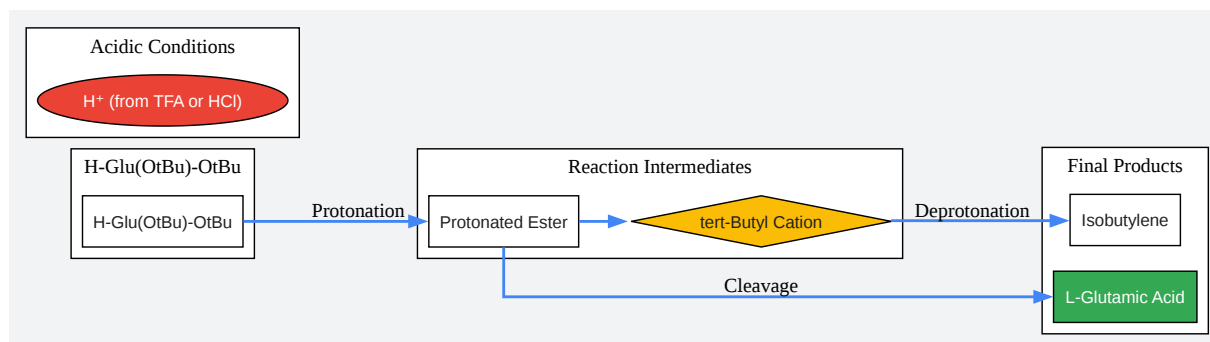 Acidic Conditions
H⁺ (from TFA or HCl)
H-Glu(OtBu)-OtBu
H-Glu(OtBu)-OtBu
Protonation
Reaction Intermediates
Protonated Ester
tert-Butyl Cation
Deprotonation
Cleavage
Final Products
Isobutylene
L-Glutamic Acid